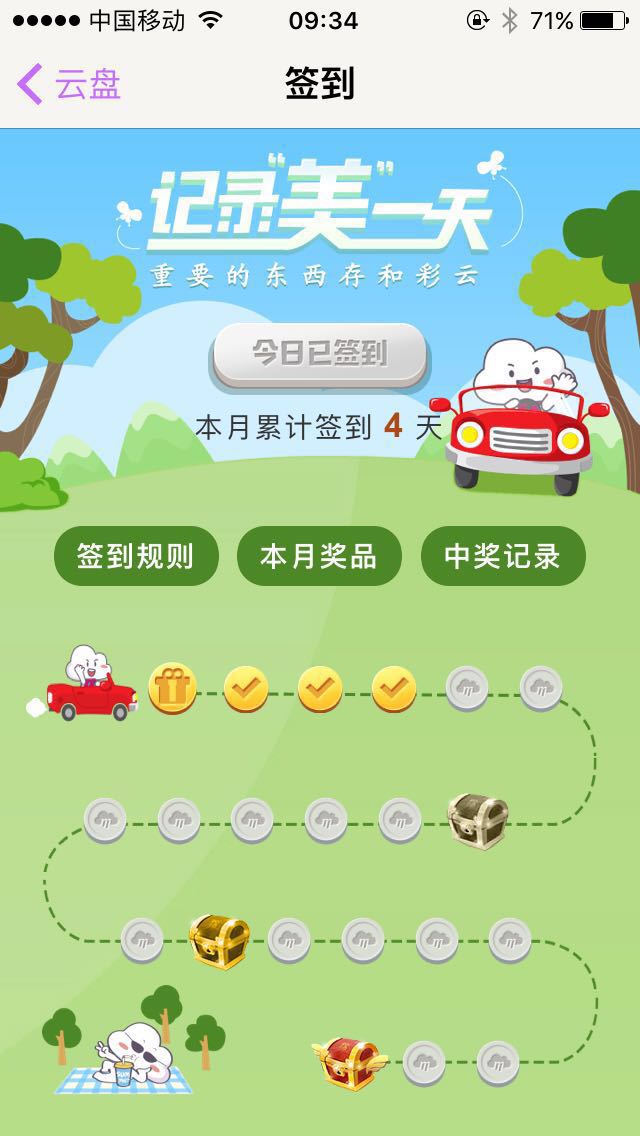 中国移动 09:34 71%
云盘 签到
记录"美"一天
重要的东西存和彩云
今日已签到
本月累计签到 4 天
签到规则 本月奖品 中奖记录